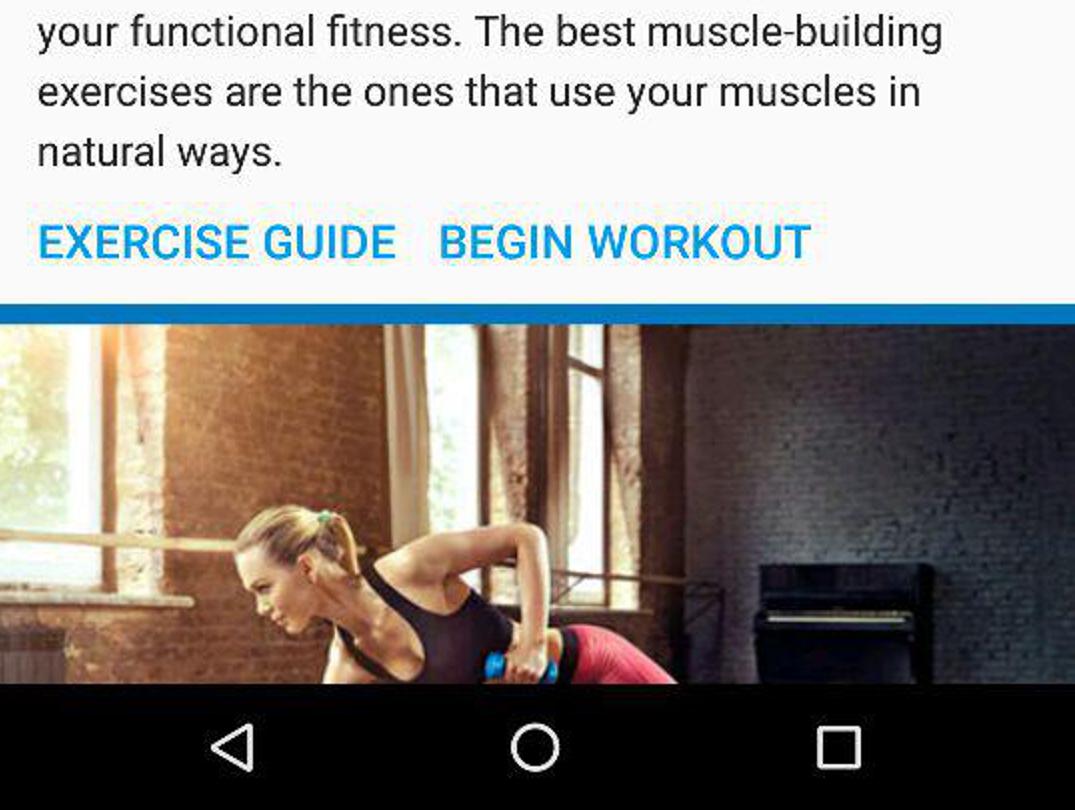 your functional fitness. The best muscle-building
exercises are the ones that use your muscles in
natural ways.
EXERCISE GUIDE BEGIN WORKOUT